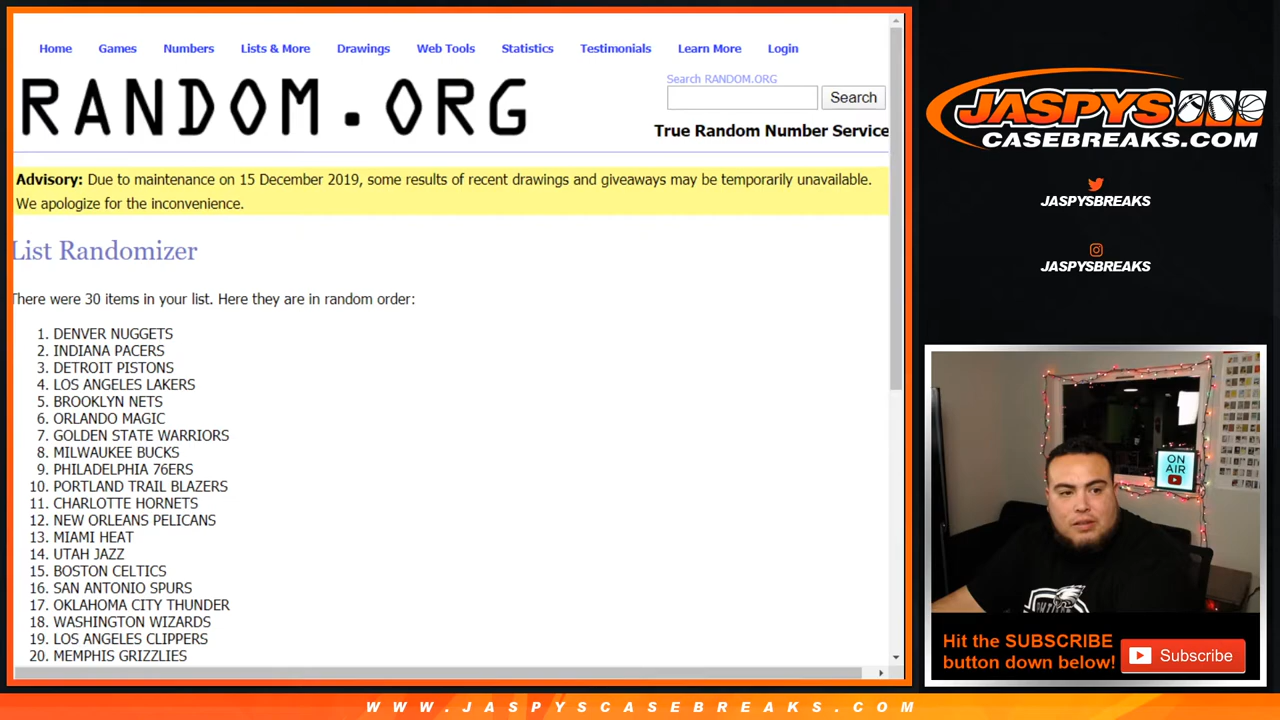 Home Games Numbers Lists & More Drawings Web Tools Statistics Testimonials Learn More Login
RANDOM.ORG
Search RANDOM.ORG
Search
True Random Number Service
Advisory: Due to maintenance on 15 December 2019, some results of recent drawings and giveaways may be temporarily unavailable.
We apologize for the inconvenience.
List Randomizer
There were 30 items in your list. Here they are in random order:
1. DENVER NUGGETS
2. INDIANA PACERS
3. DETROIT PISTONS
4. LOS ANGELES LAKERS
5. BROOKLYN NETS
6. ORLANDO MAGIC
7. GOLDEN STATE WARRIORS
8. MILWAUKEE BUCKS
9. PHILADELPHIA 76ERS
10. PORTLAND TRAIL BLAZERS
11. CHARLOTTE HORNETS
12. NEW ORLEANS PELICANS
13. MIAMI HEAT
14. UTAH JAZZ
15. BOSTON CELTICS
16. SAN ANTONIO SPURS
17. OKLAHOMA CITY THUNDER
18. WASHINGTON WIZARDS
19. LOS ANGELES CLIPPERS
20. MEMPHIS GRIZZLIES
JASPYS
CASEBREAKS.COM
JASPYSBREAKS
JASPYSBREAKS
ON
AIR
Hit the SUBSCRIBE
button down below!
Subscribe
WWW.JASPYSCASEBREAKS.COM